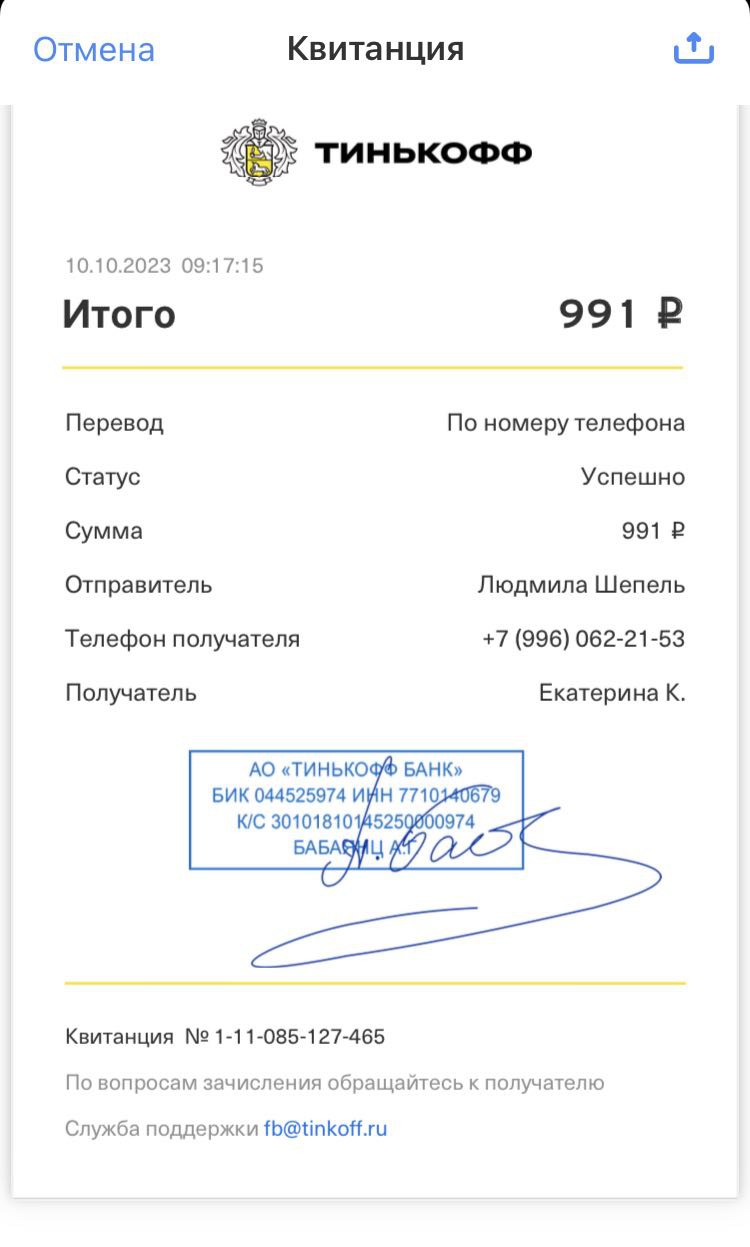 Отмена Квитанция
ТИНЬКОФФ
10.10.2023 09:17:15
Итого 991 ₽
Перевод По номеру телефона
Статус Успешно
Сумма 991 ₽
Отправитель Людмила Шепель
Телефон получателя +7 (996) 062-21-53
Получатель Екатерина К.
АО «ТИНЬКОФФ БАНК»
БИК 044525974 ИНН 7710140679
К/С 30101810145250000974
БАБАЯНЦ А.Г
Квитанция № 1-11-085-127-465
По вопросам зачисления обращайтесь к получателю
Служба поддержки fb@tinkoff.ru